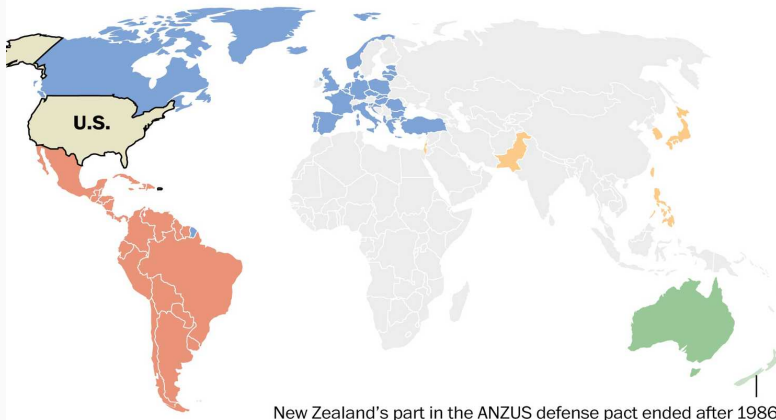 U.S.
New Zealand's part in the ANZUS defense pact ended after 1986